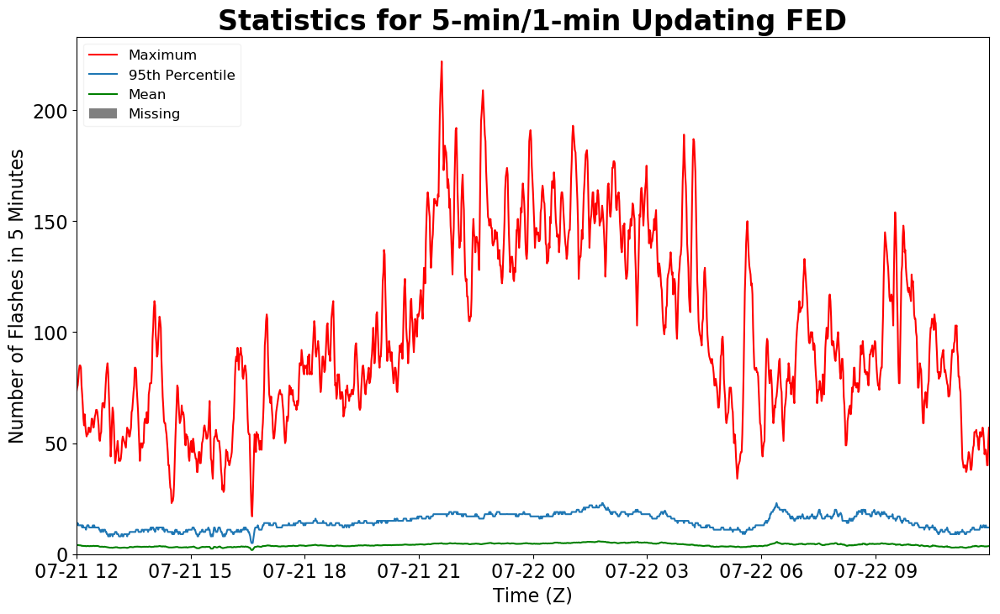 Statistics for 5-min/1-min Updating FED
Maximum
95th Percentile
Mean
Missing
Number of Flashes in 5 Minutes
200
150
100
50
0
07-21 12 07-21 15 07-21 18 07-21 21 07-22 00 07-22 03 07-22 06 07-22 09
Time (Z)